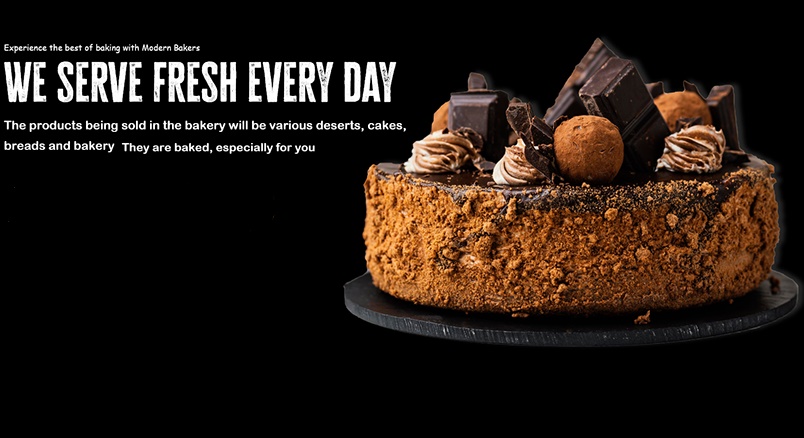 Experience the best of baking with Modern Bakers
WE SERVE FRESH EVERY DAY
The products being sold in the bakery will be various deserts, cakes,
breads and bakery They are baked, especially for you